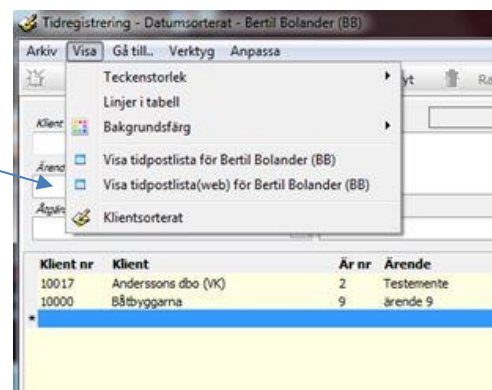 Tidregistrering - Datumsorterat - Bertil Bolander (BB)
Arkiv Visa Gå till.. Verktyg Anpassa
Teckenstorlek
Linjer i tabell
Klient Bakgrundsfärg
Visa tidpostlista för Bertil Bolander (BB)
Visa tidpostlista(web) för Bertil Bolander (BB)
Klientsorterat
Klient nr Klient Är nr Ärende
10017 Anderssons dbo (VK) 2 Testemente
10000 Båtbyggarna 9 ärende 9
*